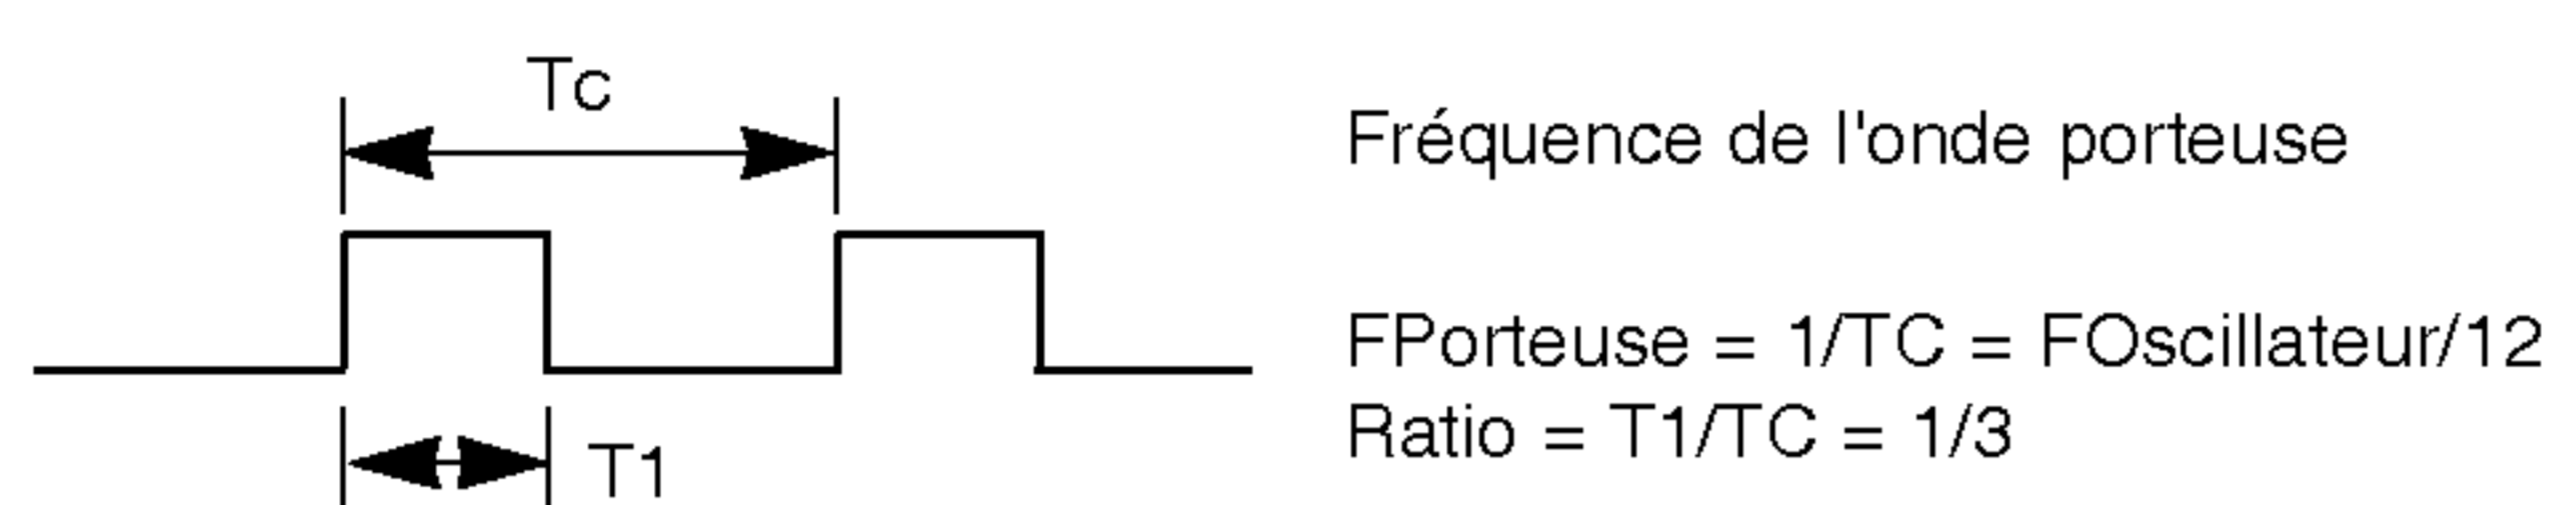 Tc
Fréquence de l'onde porteuse
FPorteuse = 1/TC = FOscillateur/12
Ratio = T1/TC = 1/3
T1